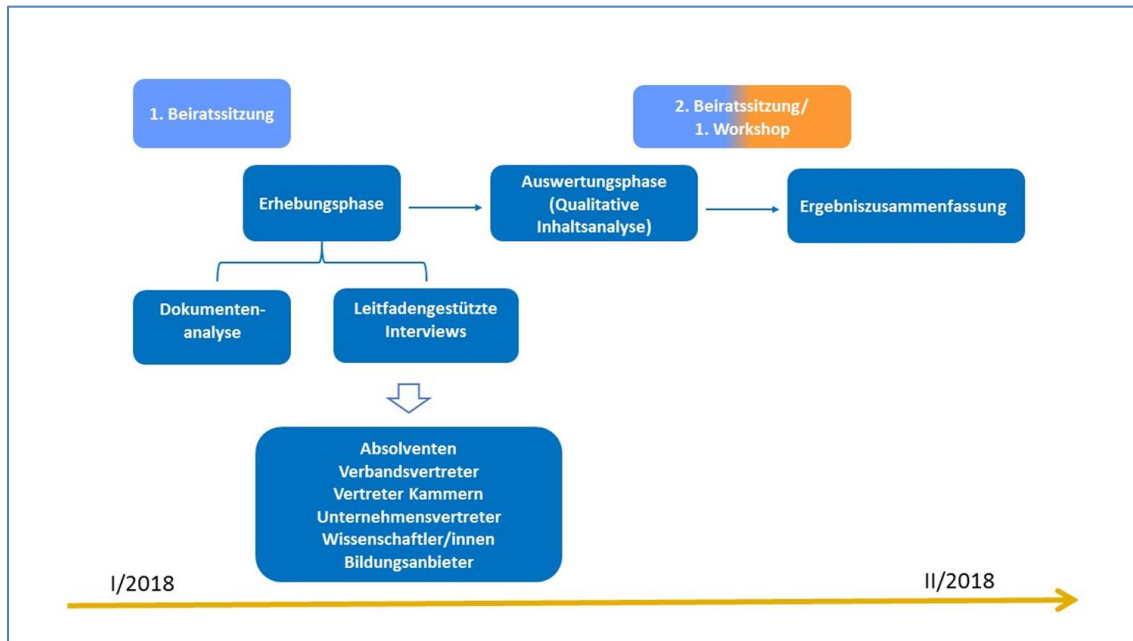 1. Beiratssitzung
2. Beiratssitzung/
1. Workshop
Erhebungsphase
Auswertungsphase
(Qualitative
Inhaltsanalyse)
Ergebniszusammenfassung
Dokumenten-
analyse
Leitfadengestützte
Interviews
Absolventen
Verbandsvertreter
Vertreter Kammern
Unternehmensvertreter
Wissenschaftler/innen
Bildungsanbieter
I/2018
II/2018